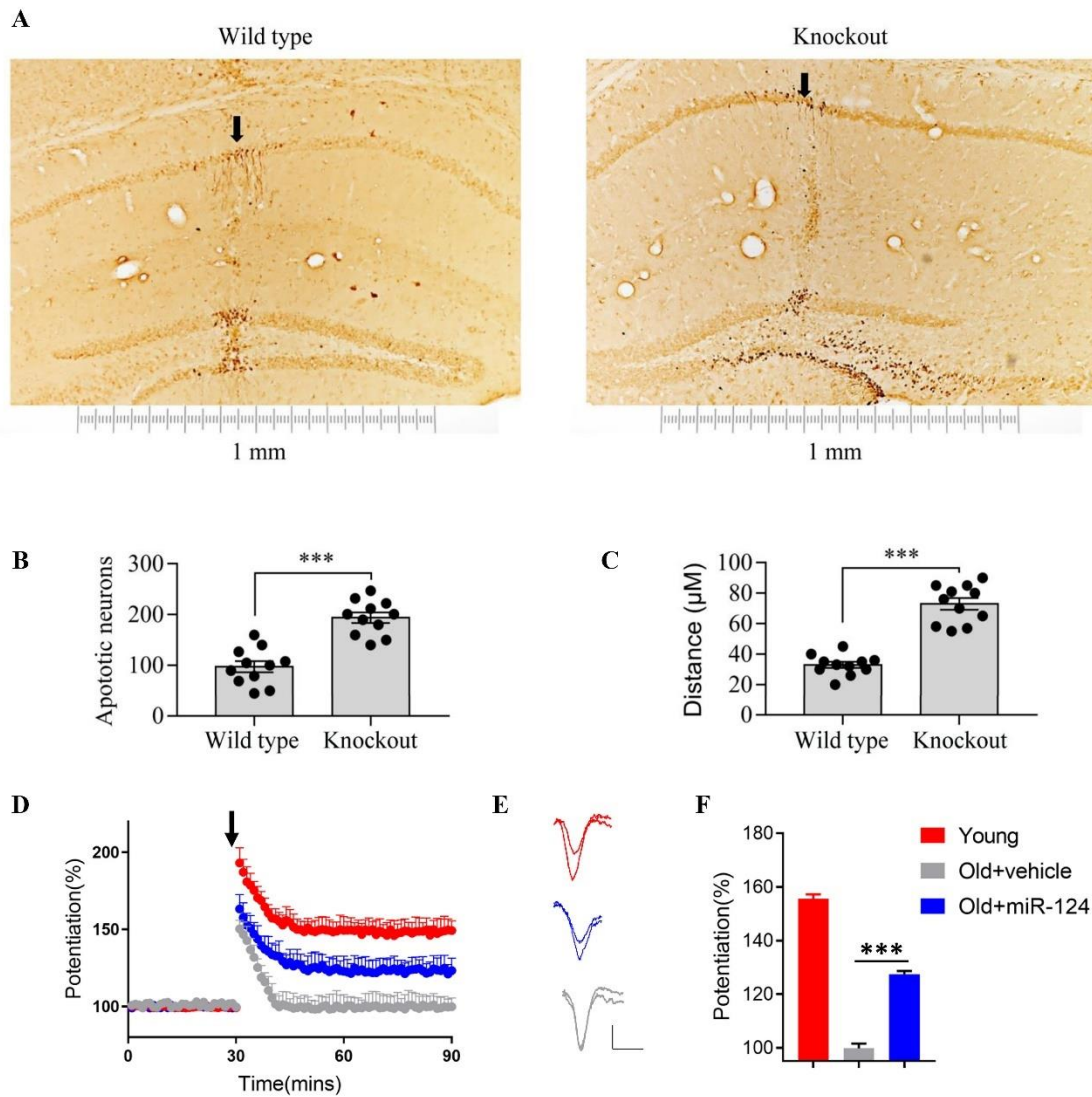 A
Wild type
Knockout
1 mm
1 mm
B
Apoptotic neurons
300
200
100
0
***
Wild type
Knockout
C
Distance (µM)
100
80
60
40
20
0
***
Wild type
Knockout
D
Potentiation(%)
200
150
100
0
30
60
90
Time(mins)
E
F
Potentiation(%)
180
160
140
120
100
***
Young
Old+vehicle
Old+miR-124